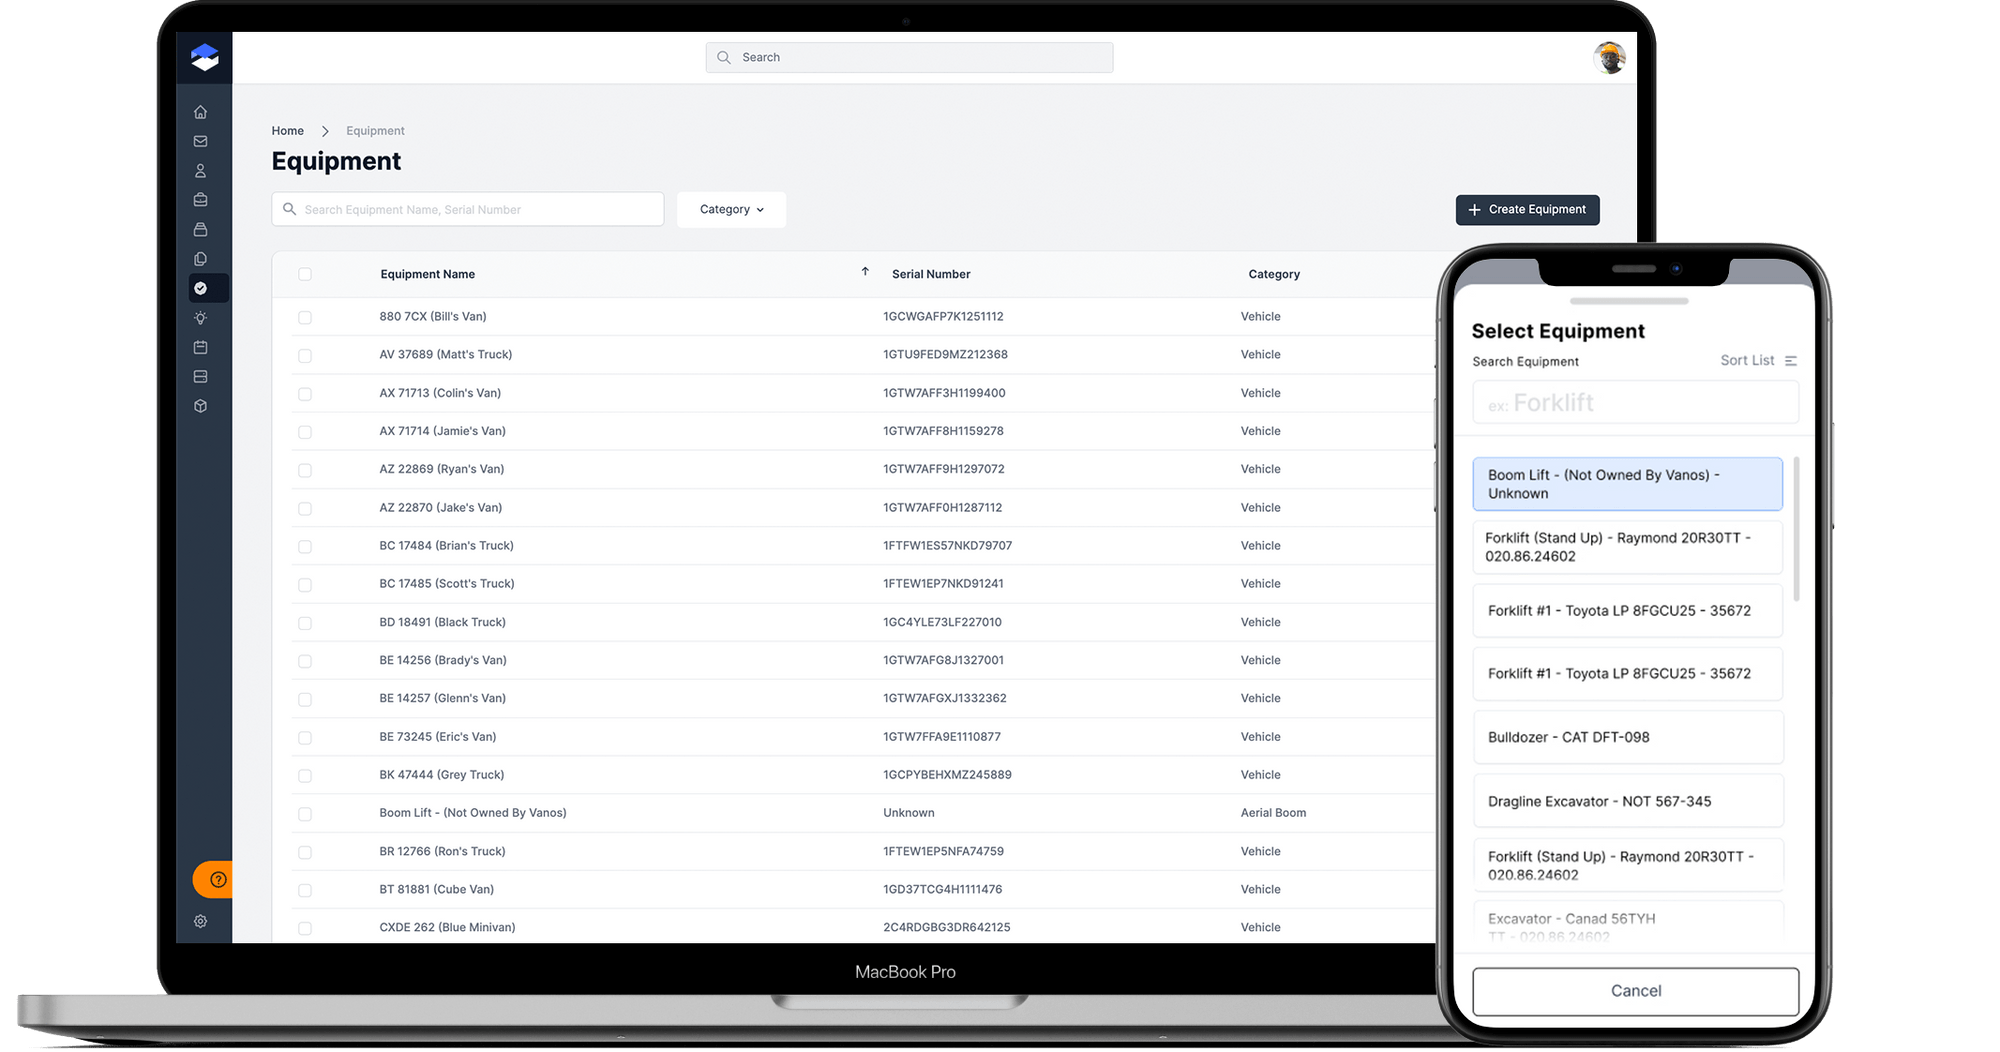 Search
Home
Equipment
Equipment
Search Equipment Name, Serial Number
Category
Create Equipment
Equipment Name
Serial Number
Category
880 7CX (Bill's Van)
1GCWGAFP7K1251112
Vehicle
AV 37689 (Matt's Truck)
1GTU9FED9MZ212368
Vehicle
AX 71713 (Colin's Van)
1GTW7AFF3H1199400
Vehicle
AX 71714 (Jamie's Van)
1GTW7AFF8H1159278
Vehicle
AZ 22869 (Ryan's Van)
1GTW7AFF9H1297072
Vehicle
AZ 22870 (Jake's Van)
1GTW7AFF0H1287112
Vehicle
BC 17484 (Brian's Truck)
1FTFW1ES57NKD79707
Vehicle
BC 17485 (Scott's Truck)
1FTEW1EP7NKD91241
Vehicle
BD 18491 (Black Truck)
1GC4YLE73LF227010
Vehicle
BE 14256 (Brady's Van)
1GTW7AFG8J1327001
Vehicle
BE 14257 (Glenn's Van)
1GTW7AFGXJ1332362
Vehicle
BE 73245 (Eric's Van)
1GTW7FFA9E1110877
Vehicle
BK 47444 (Grey Truck)
1GCPYBEHXMZ245889
Vehicle
Boom Lift - (Not Owned By Vanos)
Unknown
Aerial Boom
BR 12766 (Ron's Truck)
1FTEW1EP5NFA74759
Vehicle
BT 81881 (Cube Van)
1GD37TCG4H1111476
Vehicle
CXDE 262 (Blue Minivan)
2C4RDGBG3DR642125
Vehicle
MacBook Pro
Select Equipment
Search Equipment
Sort List
ex: Forklift
Boom Lift - (Not Owned By Vanos) -
Unknown
Forklift (Stand Up) - Raymond 20R30TT -
020.86.24602
Forklift #1 - Toyota LP 8FGCU25 - 35672
Forklift #1 - Toyota LP 8FGCU25 - 35672
Bulldozer - CAT DFT-098
Dragline Excavator - NOT 567-345
Forklift (Stand Up) - Raymond 20R30TT -
020.86.24602
Excavator - Canad 56TYH
TT - 020.86.24602
Cancel